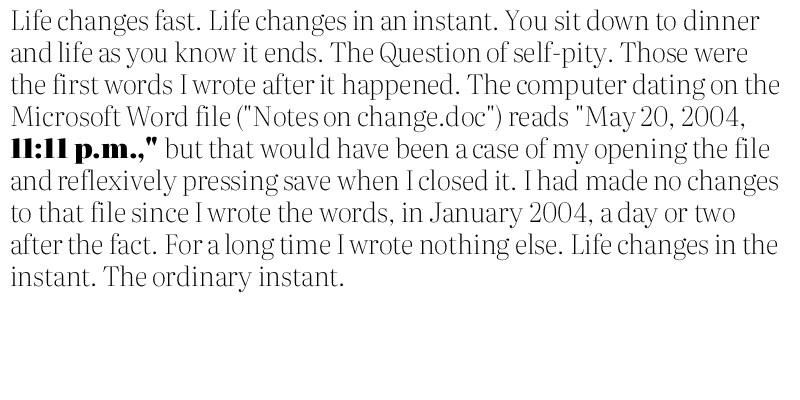 Life changes fast. Life changes in an instant. You sit down to dinner
and life as you know it ends. The Question of self-pity. Those were
the first words I wrote after it happened. The computer dating on the
Microsoft Word file ("Notes on change.doc") reads "May 20, 2004,
11:11 p.m.," but that would have been a case of my opening the file
and reflexively pressing save when I closed it. I had made no changes
to that file since I wrote the words, in January 2004, a day or two
after the fact. For a long time I wrote nothing else. Life changes in the
instant. The ordinary instant.